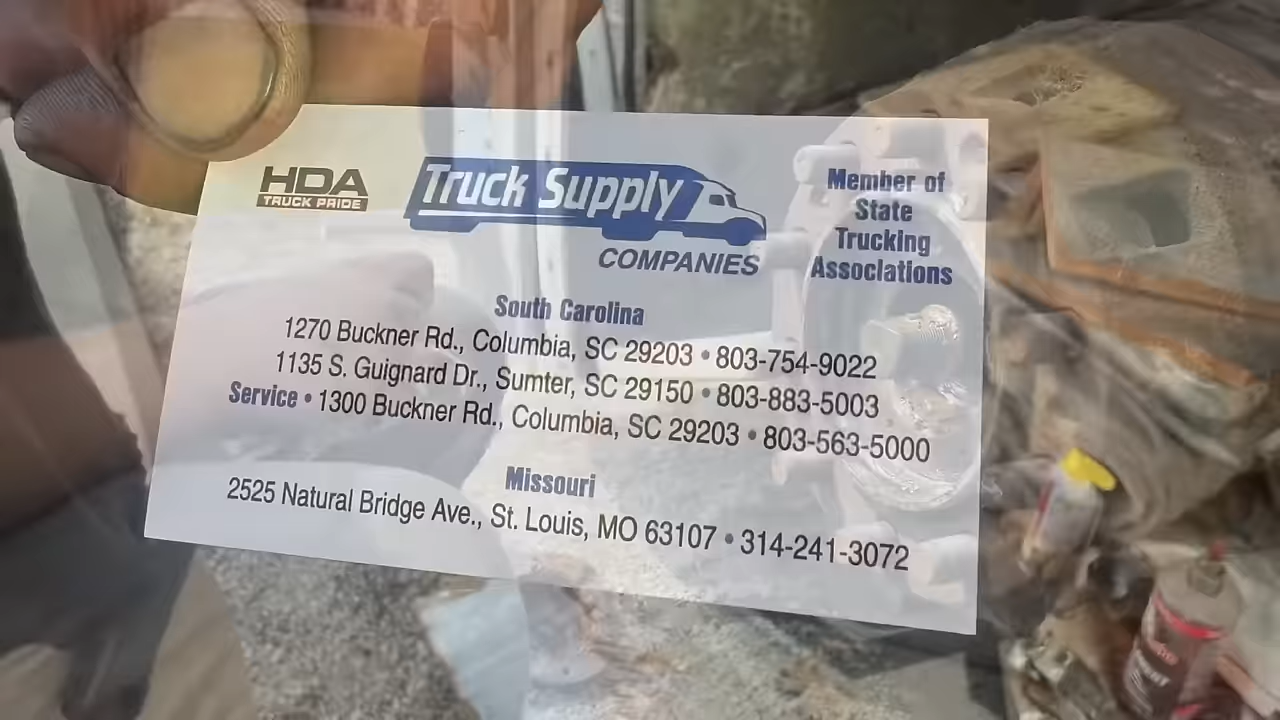 HDA
TRUCK PRIDE
Truck Supply
COMPANIES
Member of
State
Trucking
Associations
South Carolina
1270 Buckner Rd., Columbia, SC 29203 • 803-754-9022
1135 S. Guignard Dr., Sumter, SC 29150 • 803-883-5003
Service • 1300 Buckner Rd., Columbia, SC 29203 • 803-563-5000
Missouri
2525 Natural Bridge Ave., St. Louis, MO 63107 • 314-241-3072